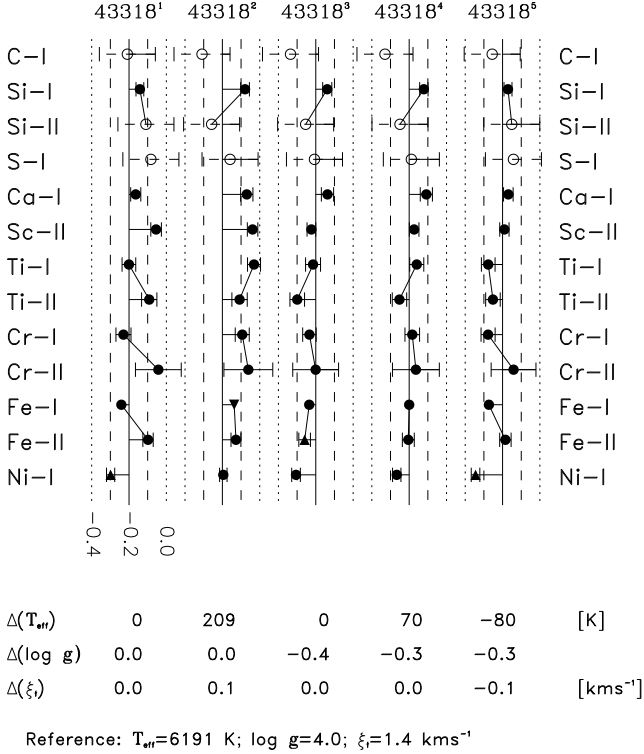 43318¹ 43318² 43318³ 43318⁴ 43318⁵
C-I C-I
Si-I Si-I
Si-II Si-II
S-I S-I
Ca-I Ca-I
Sc-II Sc-II
Ti-I Ti-I
Ti-II Ti-II
Cr-I Cr-I
Cr-II Cr-II
Fe-I Fe-I
Fe-II Fe-II
Ni-I Ni-I
-0.4 -0.2 0.0
Δ(T_eff) 0 209 0 70 -80 [K]
Δ(log g) 0.0 0.0 -0.4 -0.3 -0.3
Δ(ξ_t) 0.0 0.1 0.0 0.0 -0.1 [kms⁻¹]
Reference: T_eff=6191 K; log g=4.0; ξ_t=1.4 kms⁻¹